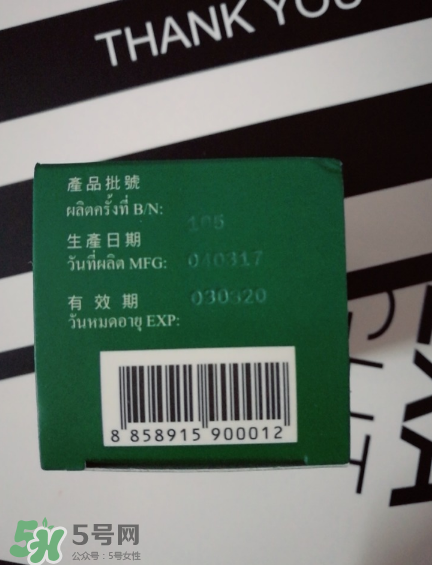 THANK YOU
產品批號
ผลิตครั้งที่ B/N: 195
生產日期
วันที่ผลิต MFG: 040317
有效期 030320
วันหมดอายุ EXP:
8 858915 900012
5号网
公众号：5号女性